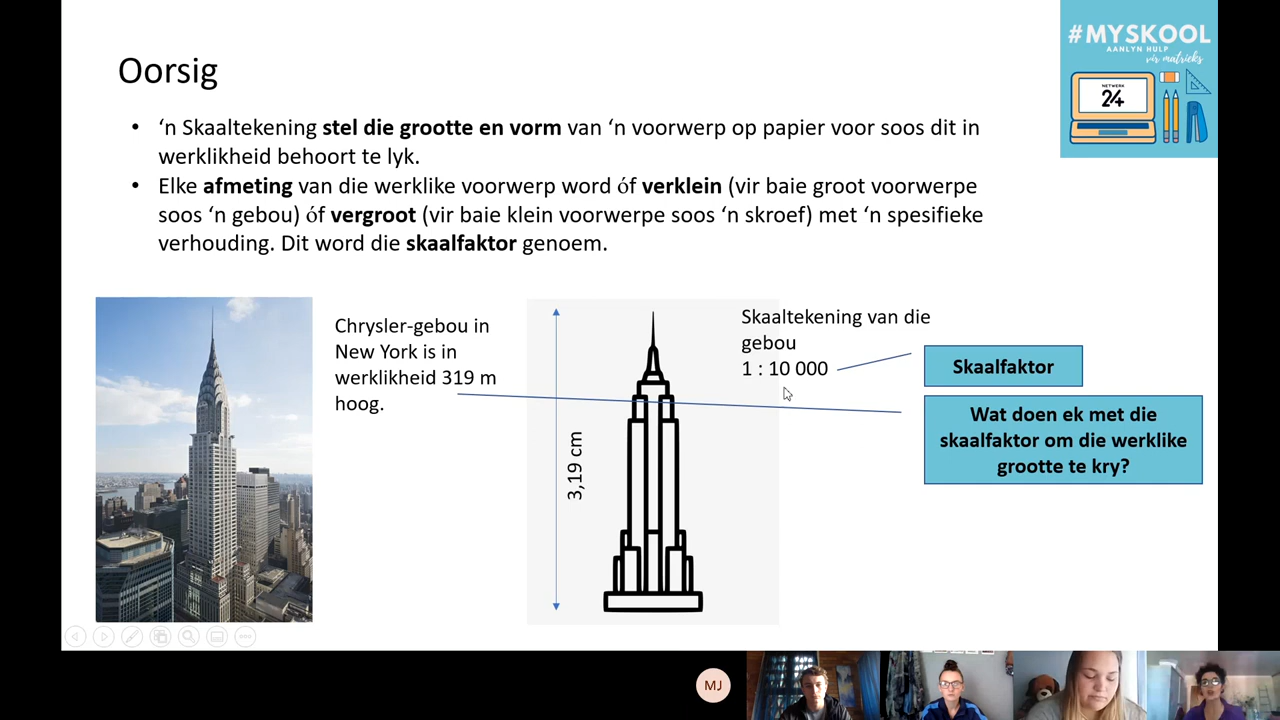 #MYSKOOL
AANLYN HULP
vir matrieks
NETWERK
24
Oorsig
• ‘n Skaaltekening stel die grootte en vorm van ‘n voorwerp op papier voor soos dit in
werklikheid behoort te lyk.
• Elke afmeting van die werklike voorwerp word óf verklein (vir baie groot voorwerpe
soos ‘n gebou) óf vergroot (vir baie klein voorwerpe soos ‘n skroef) met ‘n spesifieke
verhouding. Dit word die skaalfaktor genoem.
Chrysler-gebou in
New York is in
werklikheid 319 m
hoog.
3,19 cm
Skaaltekening van die
gebou
1 : 10 000
Skaalfaktor
Wat doen ek met die
skaalfaktor om die werklike
grootte te kry?
MJ